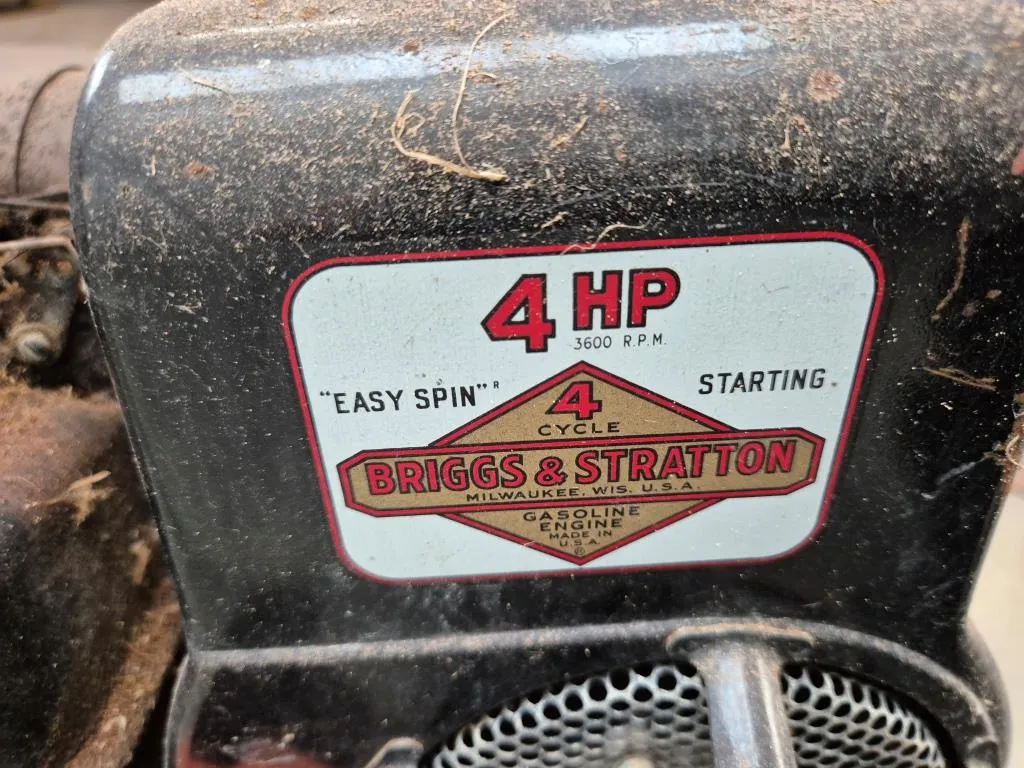 4 HP
3600 R.P.M.
"EASY SPIN"® STARTING
4
CYCLE
BRIGGS & STRATTON
MILWAUKEE, WIS. U.S.A.
GASOLINE
ENGINE
MADE IN
U.S.A.
®